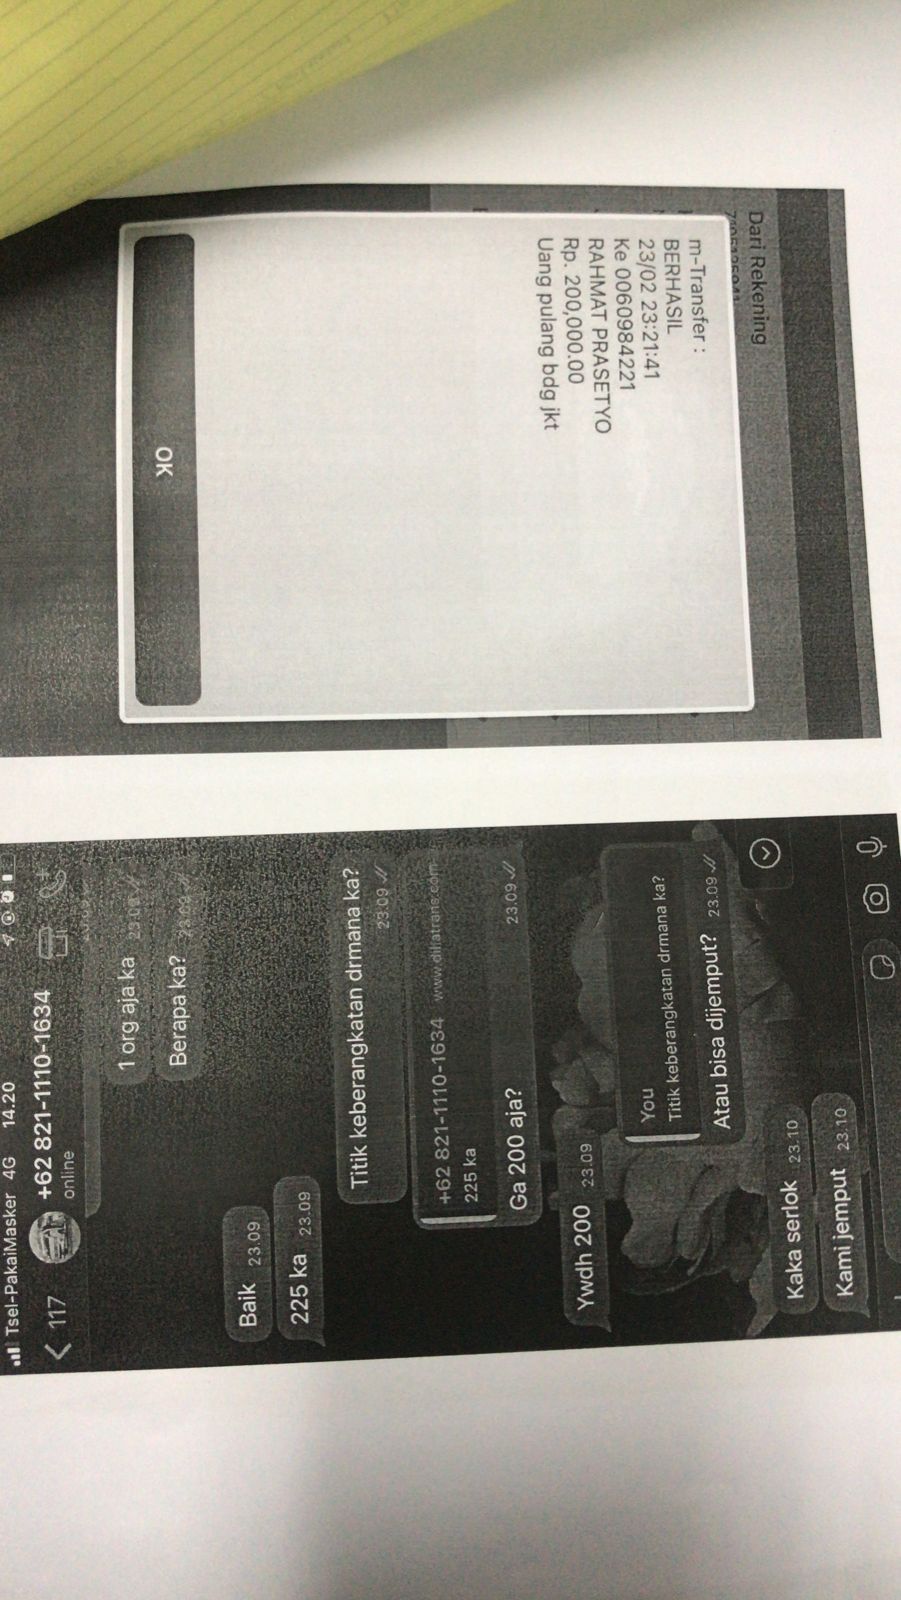 Dari Rekening
m-Transfer :
BERHASIL
23/02 23:21:41
Ke 0060984221
RAHMAT PRASETYO
Rp. 200,000.00
Uang pulang bdg jkt
OK
Tsel-PakaiMasker 4G 14.20
117
+62 821-1110-1634
online
1 org aja ka 23.09
Berapa ka? 23.09
Baik 23.09
225 ka 23.09
Titik keberangkatan drmana ka?
23.09
+62 821-1110-1634
225 ka
Ga 200 aja? 23.09
Ywdh 200 23.09
You
Titik keberangkatan drmana ka?
Atau bisa dijemput? 23.09
Kaka serlok 23.10
Kami jemput 23.10